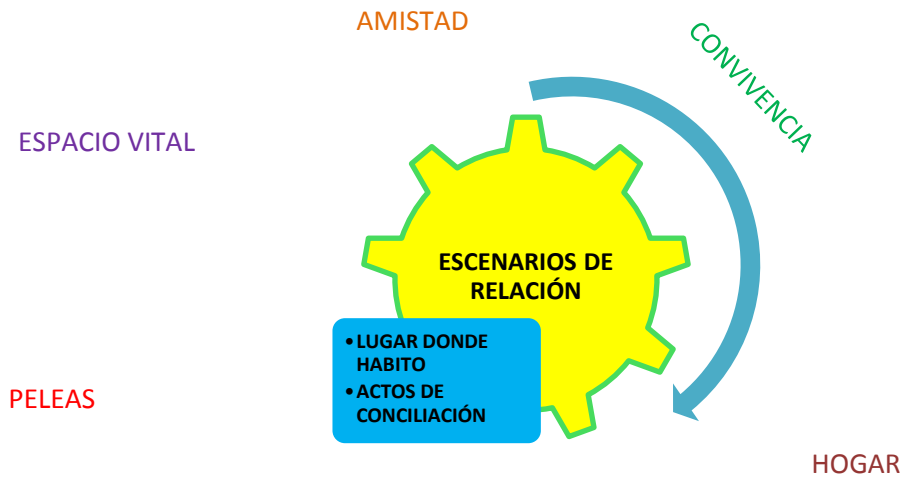 AMISTAD
CONVIVENCIA
ESPACIO VITAL
ESCENARIOS DE
RELACIÓN
• LUGAR DONDE
HABITO
• ACTOS DE
CONCILIACIÓN
PELEAS
HOGAR